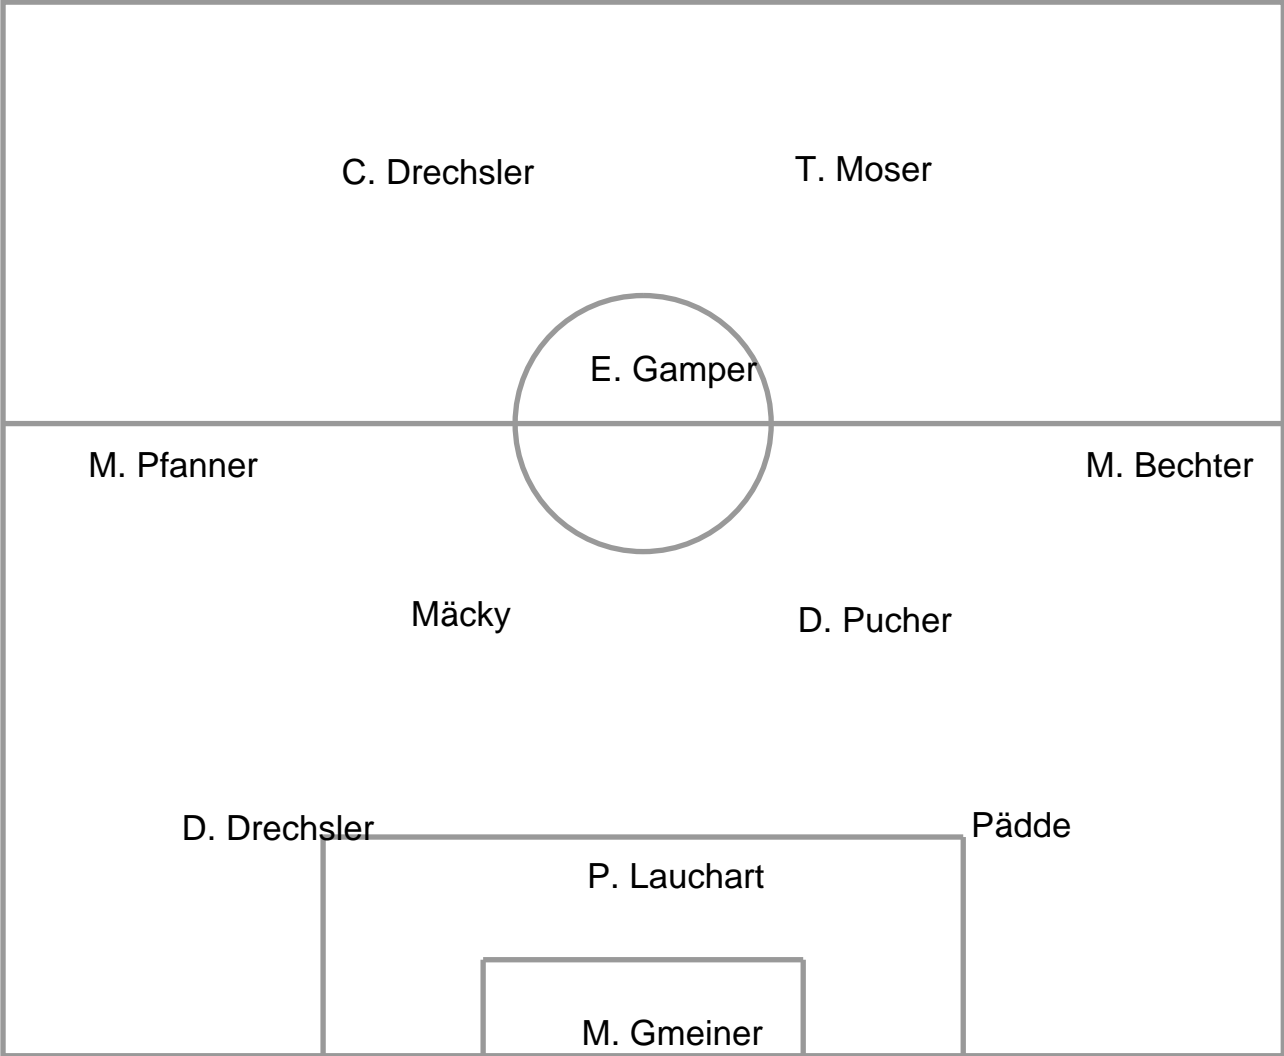 C. Drechsler
T. Moser
E. Gamper
M. Pfanner
M. Bechter
Mäcky
D. Pucher
D. Drechsler
Pädde
P. Lauchart
M. Gmeiner